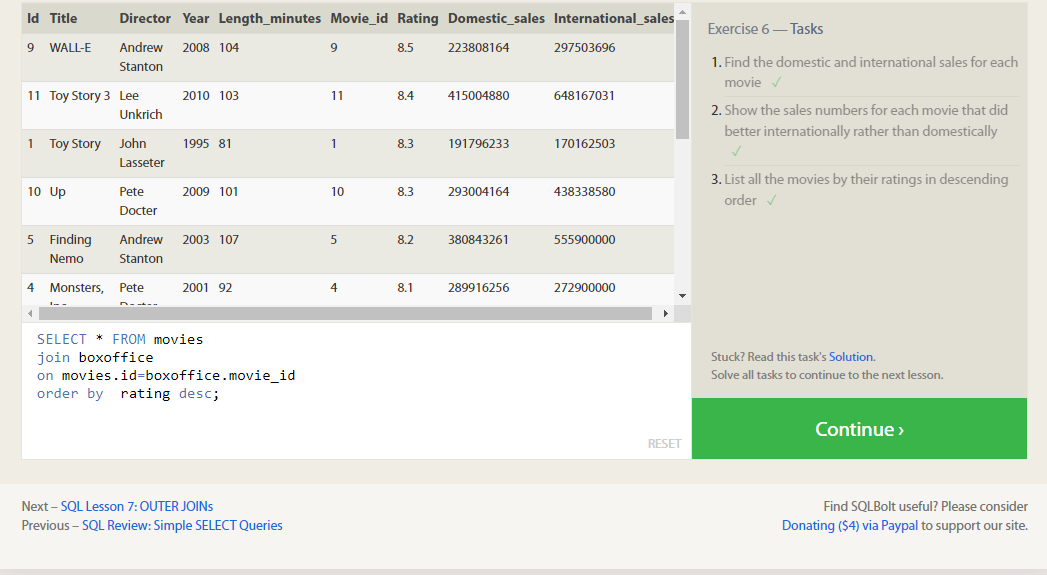 Id Title Director Year Length_minutes Movie_id Rating Domestic_sales International_sales
9 WALL-E Andrew Stanton 2008 104 9 8.5 223808164 297503696
11 Toy Story 3 Lee Unkrich 2010 103 11 8.4 415004880 648167031
1 Toy Story John Lasseter 1995 81 1 8.3 191796233 170162503
10 Up Pete Docter 2009 101 10 8.3 293004164 438338580
5 Finding Nemo Andrew Stanton 2003 107 5 8.2 380843261 555900000
4 Monsters, Pete 2001 92 4 8.1 289916256 272900000
SELECT * FROM movies
join boxoffice
on movies.id=boxoffice.movie_id
order by  rating desc;
RESET
Exercise 6 — Tasks
1. Find the domestic and international sales for each
movie ✓
2. Show the sales numbers for each movie that did
better internationally rather than domestically
✓
3. List all the movies by their ratings in descending
order ✓
Stuck? Read this task's Solution.
Solve all tasks to continue to the next lesson.
Continue ›
Next – SQL Lesson 7: OUTER JOINs
Previous – SQL Review: Simple SELECT Queries
Find SQLBolt useful? Please consider
Donating ($4) via Paypal to support our site.